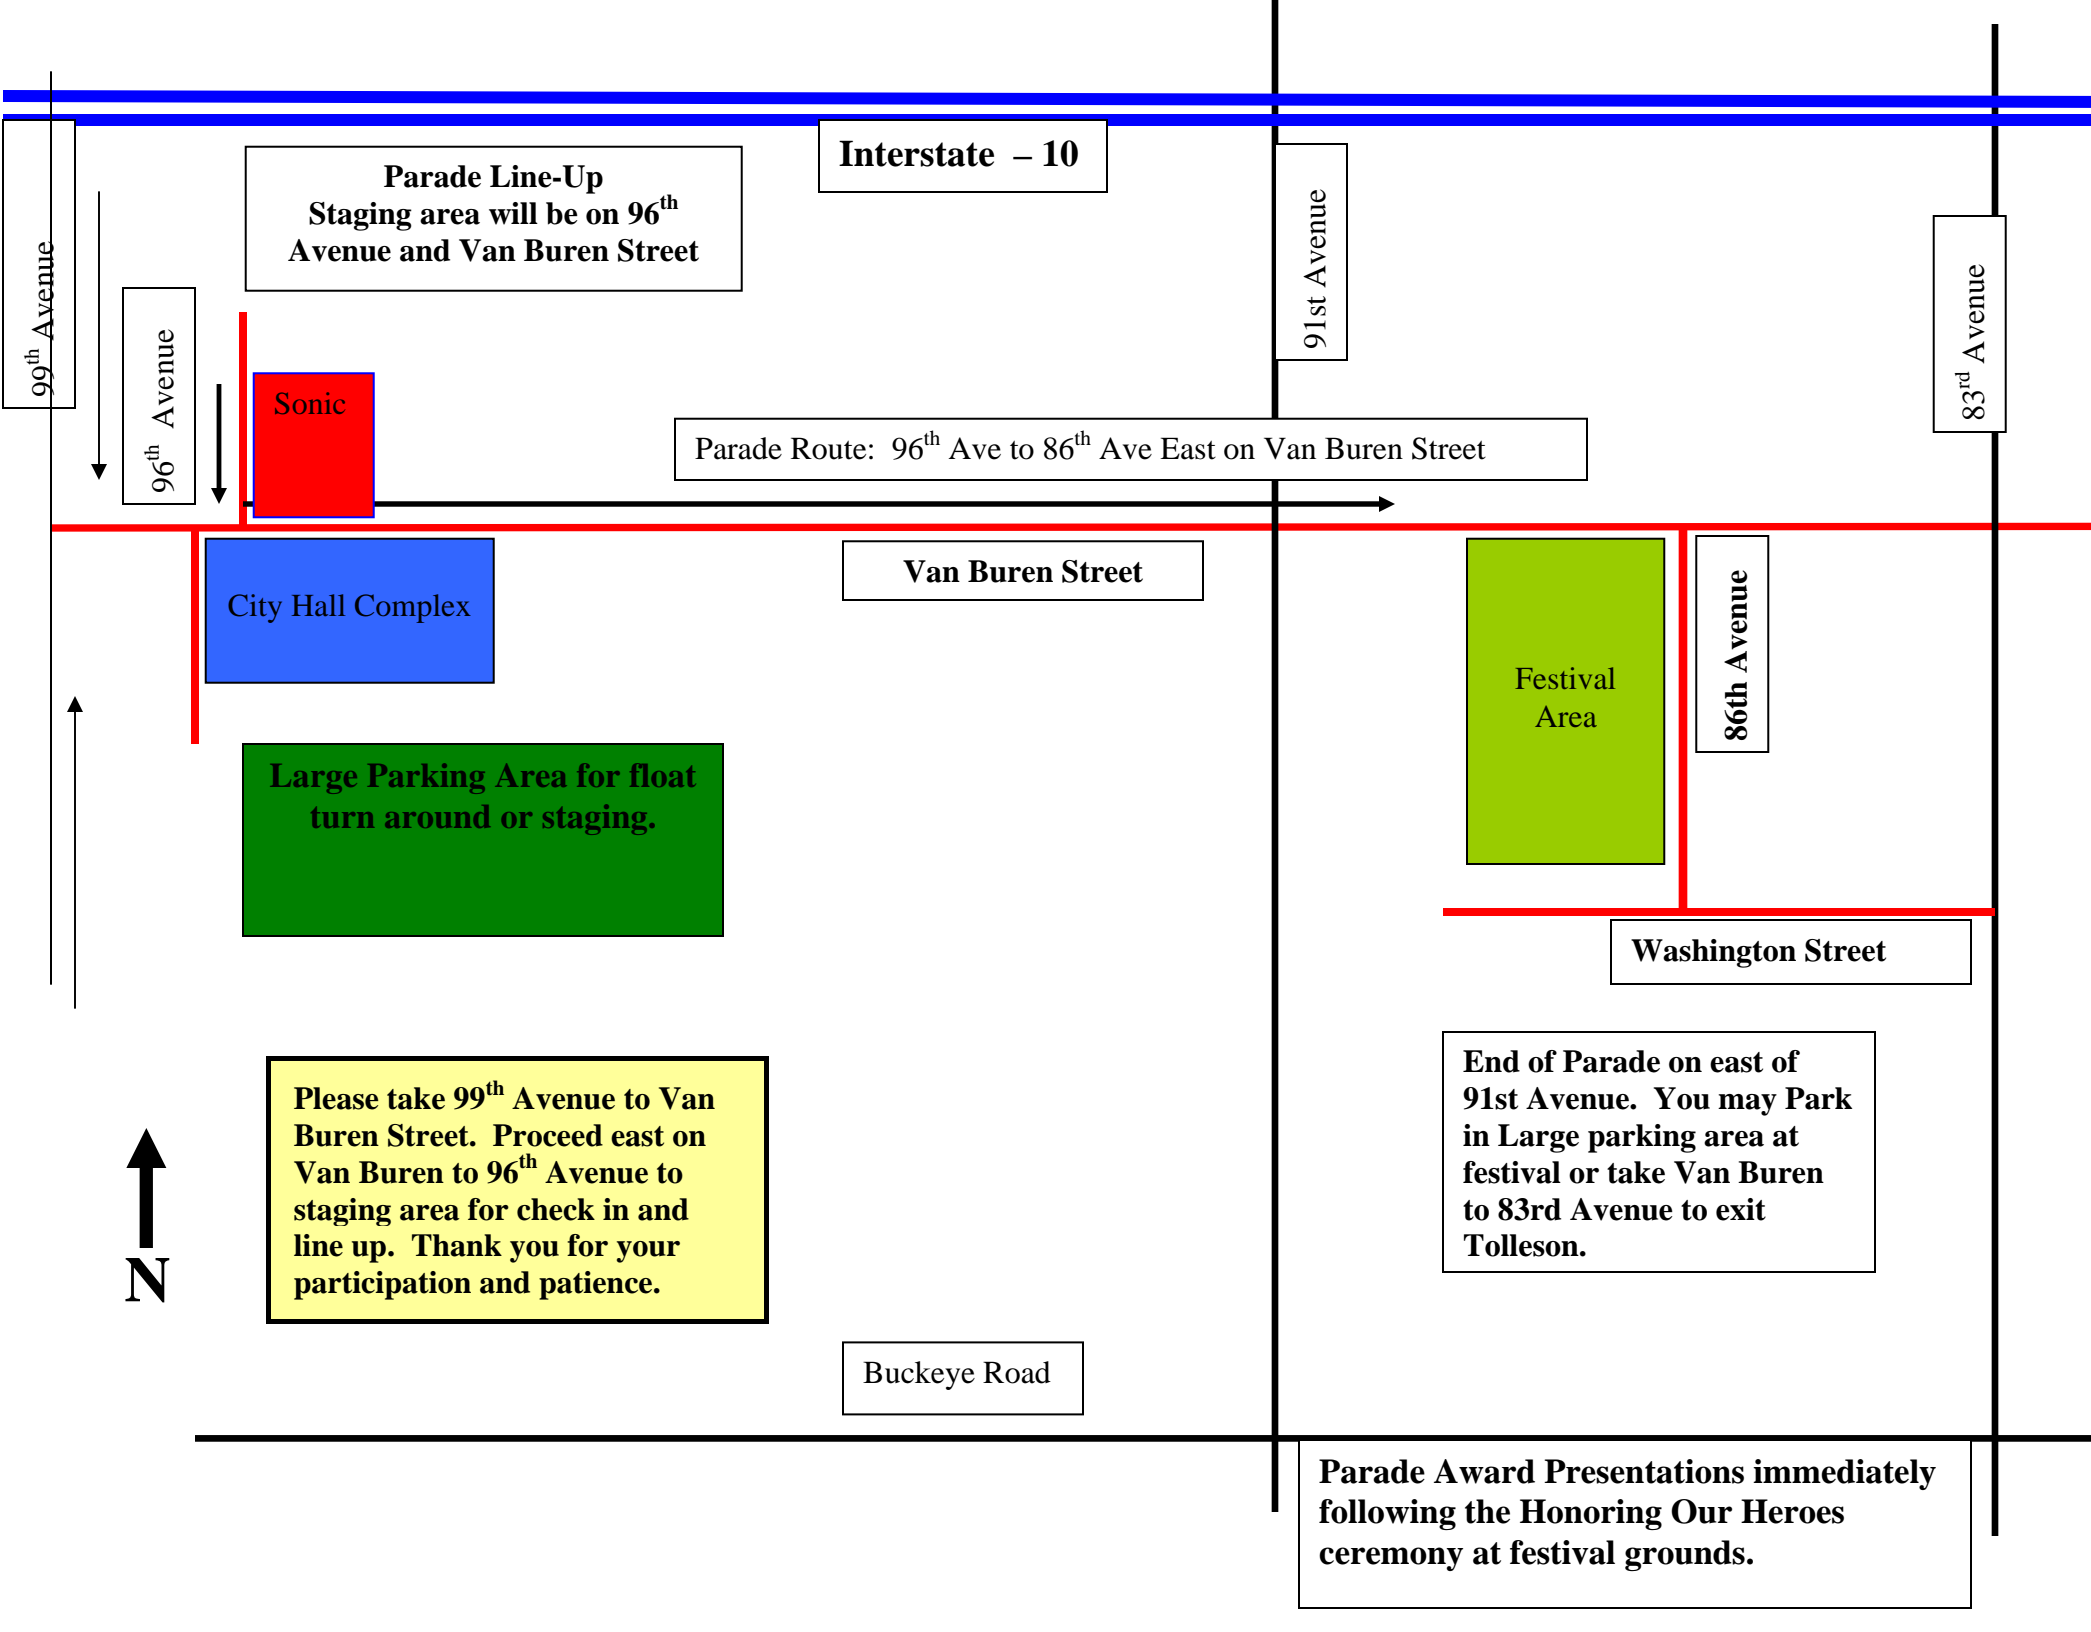 Interstate – 10
Parade Line-Up
Staging area will be on 96th
Avenue and Van Buren Street
99th Avenue
96th Avenue
91st Avenue
83rd Avenue
Sonic
Parade Route: 96th Ave to 86th Ave East on Van Buren Street
Van Buren Street
City Hall Complex
Festival
Area
86th Avenue
Large Parking Area for float
turn around or staging.
Washington Street
Please take 99th Avenue to Van
Buren Street. Proceed east on
Van Buren to 96th Avenue to
staging area for check in and
line up. Thank you for your
participation and patience.
N
End of Parade on east of
91st Avenue. You may Park
in Large parking area at
festival or take Van Buren
to 83rd Avenue to exit
Tolleson.
Buckeye Road
Parade Award Presentations immediately
following the Honoring Our Heroes
ceremony at festival grounds.